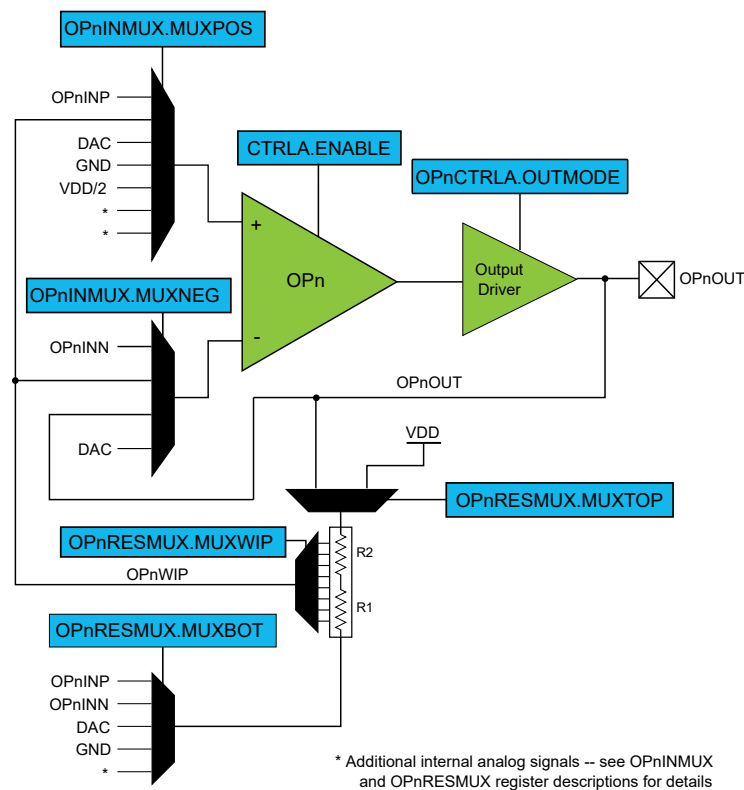 OPnINMUX.MUXPOS
OPnINP
DAC
GND
VDD/2
*
*
CTRLA.ENABLE
OPnCTRLA.OUTMODE
+
-
OPn
Output
Driver
OPnOUT
OPnINMUX.MUXNEG
OPnINN
DAC
OPnOUT
VDD
OPnRESMUX.MUXTOP
OPnRESMUX.MUXWIP
OPnWIP
R2
R1
OPnRESMUX.MUXBOT
OPnINP
OPnINN
DAC
GND
*
* Additional internal analog signals -- see OPnINMUX
and OPnRESMUX register descriptions for details